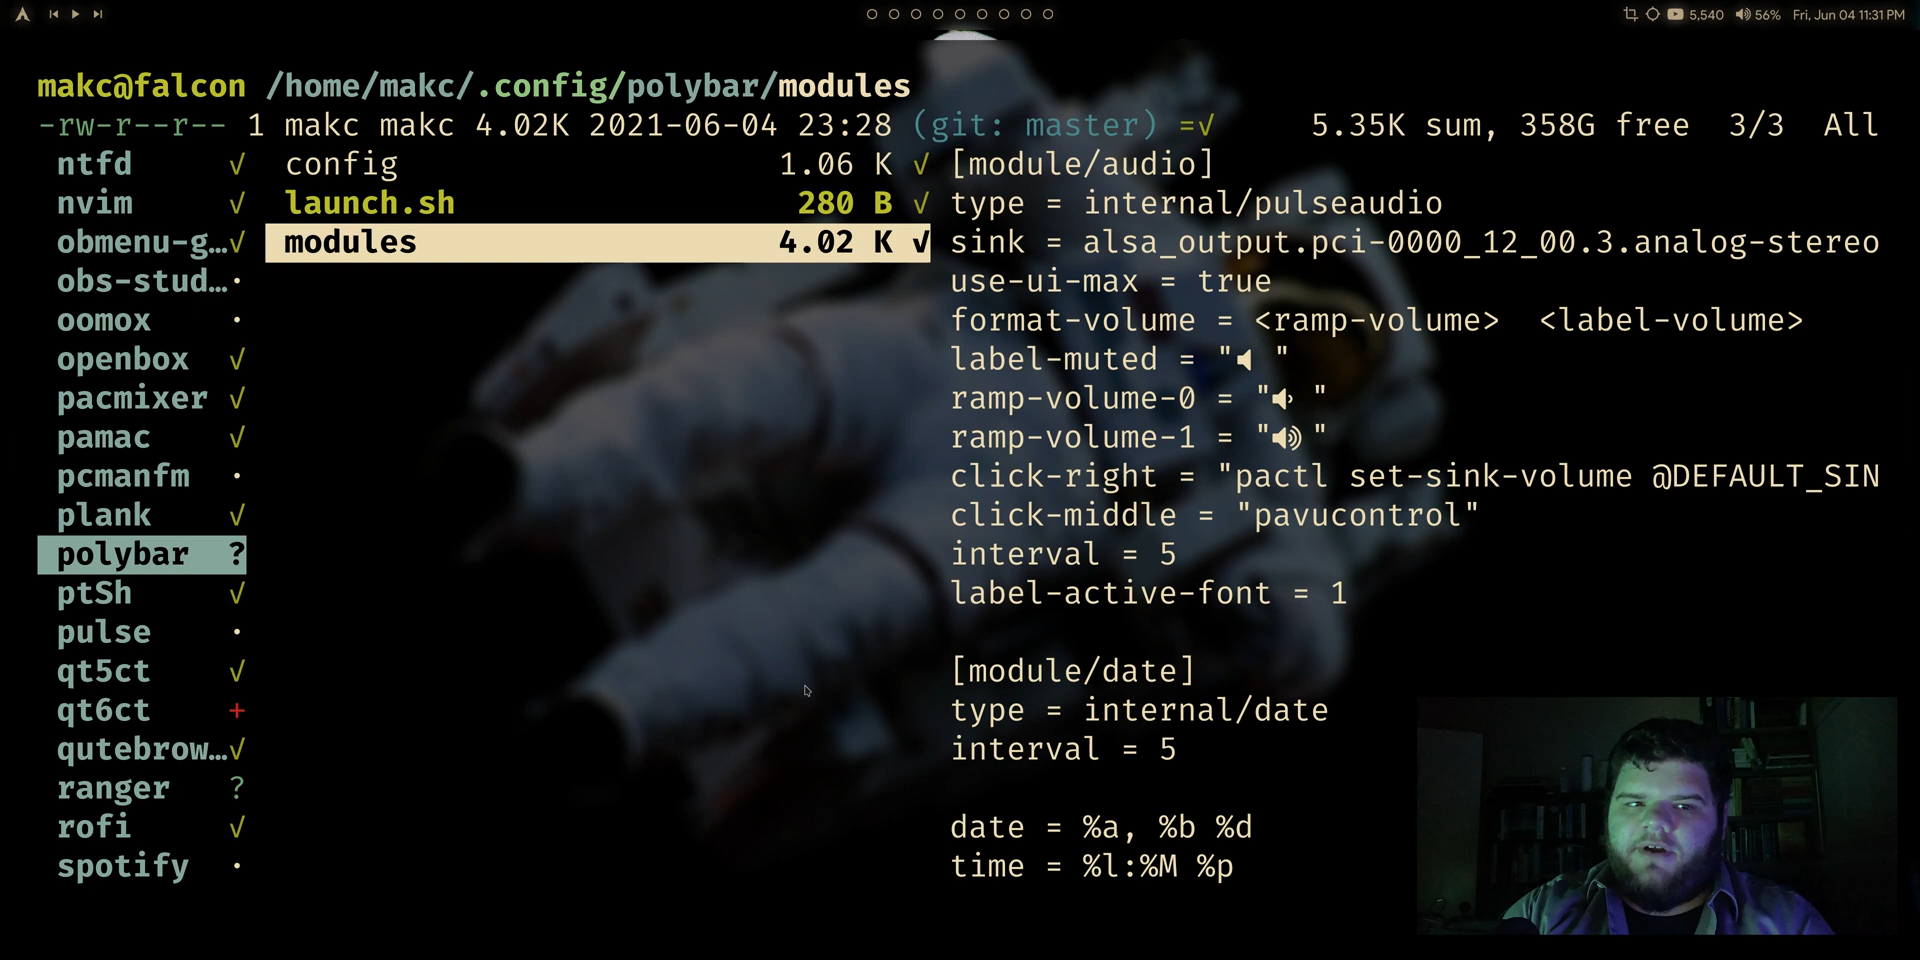 5,540 56% Fri, Jun 04 11:31 PM
makc@falcon /home/makc/.config/polybar/modules
-rw-r--r-- 1 makc makc 4.02K 2021-06-04 23:28 (git: master) =√ 5.35K sum, 358G free 3/3 All
ntfd √
nvim √
obmenu-g…√
obs-stud…·
oomox ·
openbox √
pacmixer √
pamac √
pcmanfm ·
plank √
polybar ?
ptSh √
pulse ·
qt5ct √
qt6ct +
qutebrow…√
ranger ?
rofi √
spotify ·
config 1.06 K √
launch.sh 280 B √
modules 4.02 K √
[module/audio]
type = internal/pulseaudio
sink = alsa_output.pci-0000_12_00.3.analog-stereo
use-ui-max = true
format-volume = <ramp-volume> <label-volume>
label-muted = "🔈 "
ramp-volume-0 = "🔉 "
ramp-volume-1 = "🔊 "
click-right = "pactl set-sink-volume @DEFAULT_SIN
click-middle = "pavucontrol"
interval = 5
label-active-font = 1
[module/date]
type = internal/date
interval = 5
date = %a, %b %d
time = %l:%M %p